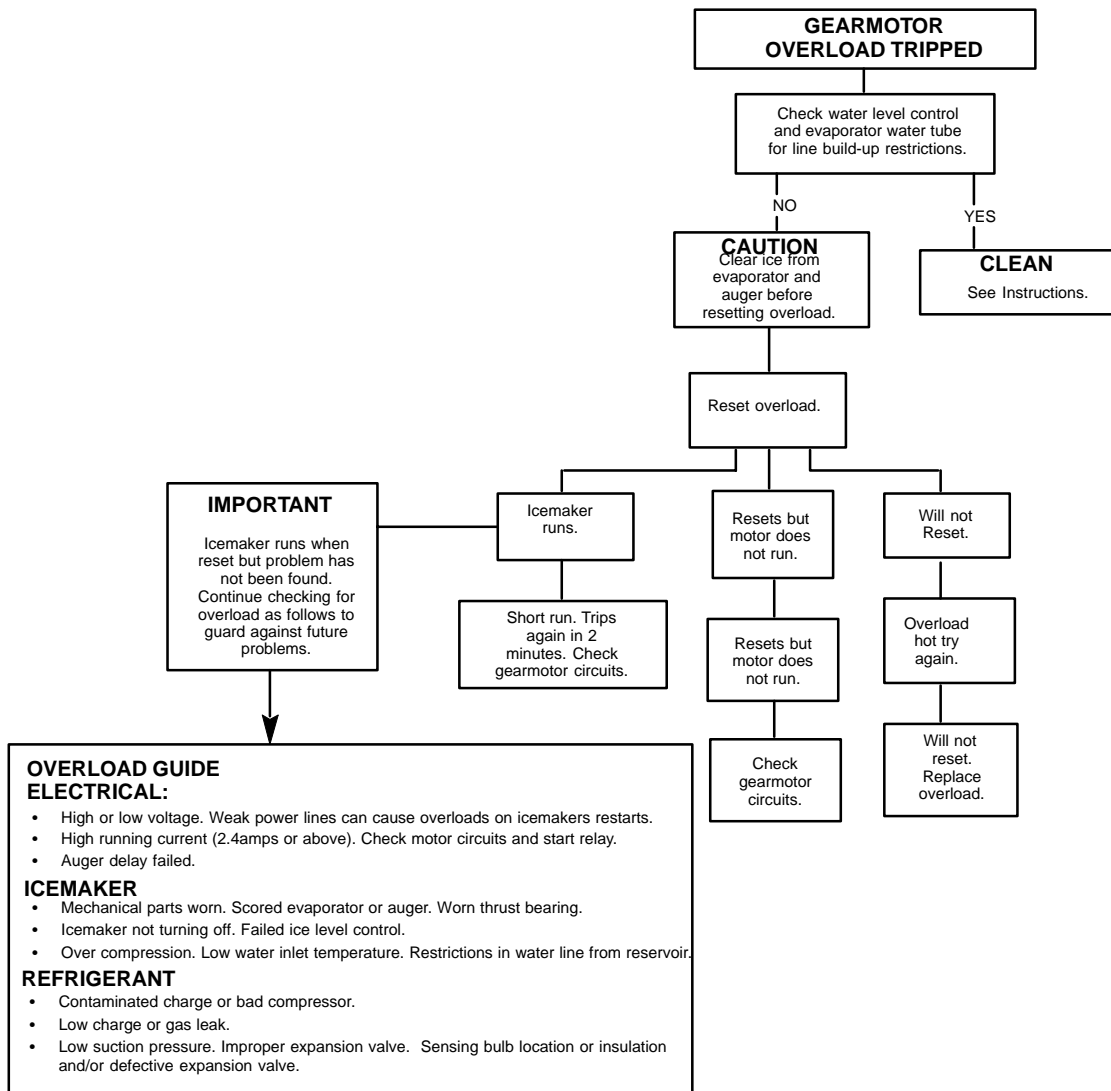 GEARMOTOR
OVERLOAD TRIPPED
Check water level control
and evaporator water tube
for line build-up restrictions.
NO
YES
CAUTION
Clear ice from
evaporator and
auger before
resetting overload.
CLEAN
See Instructions.
Reset overload.
IMPORTANT
Icemaker runs when
reset but problem has
not been found.
Continue checking for
overload as follows to
guard against future
problems.
Icemaker
runs.
Resets but
motor does
not run.
Will not
Reset.
Short run. Trips
again in 2
minutes. Check
gearmotor circuits.
Resets but
motor does
not run.
Overload
hot try
again.
Check
gearmotor
circuits.
Will not
reset.
Replace
overload.
OVERLOAD GUIDE
ELECTRICAL:
• High or low voltage. Weak power lines can cause overloads on icemakers restarts.
• High running current (2.4amps or above). Check motor circuits and start relay.
• Auger delay failed.
ICEMAKER
• Mechanical parts worn. Scored evaporator or auger. Worn thrust bearing.
• Icemaker not turning off. Failed ice level control.
• Over compression. Low water inlet temperature. Restrictions in water line from reservoir.
REFRIGERANT
• Contaminated charge or bad compressor.
• Low charge or gas leak.
• Low suction pressure. Improper expansion valve. Sensing bulb location or insulation
and/or defective expansion valve.